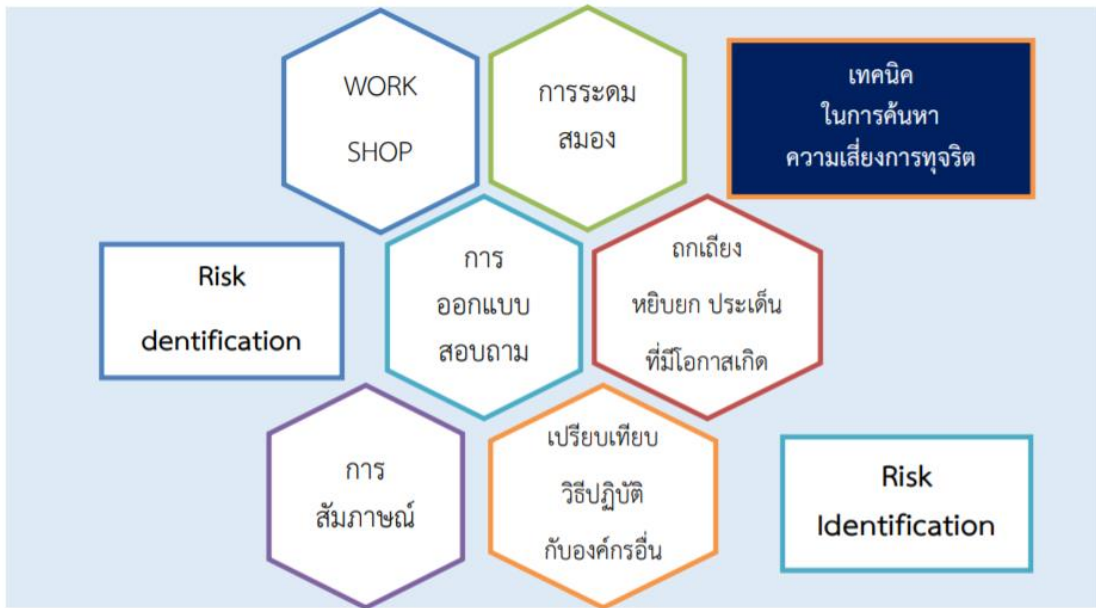 WORK
SHOP
การระดม
สมอง
เทคนิค
ในการค้นหา
ความเสี่ยงการทุจริต
Risk
dentification
การ
ออกแบบ
สอบถาม
ถกเถียง
หยิบยก ประเด็น
ที่มีโอกาสเกิด
การ
สัมภาษณ์
เปรียบเทียบ
วิธีปฏิบัติ
กับองค์กรอื่น
Risk
Identification